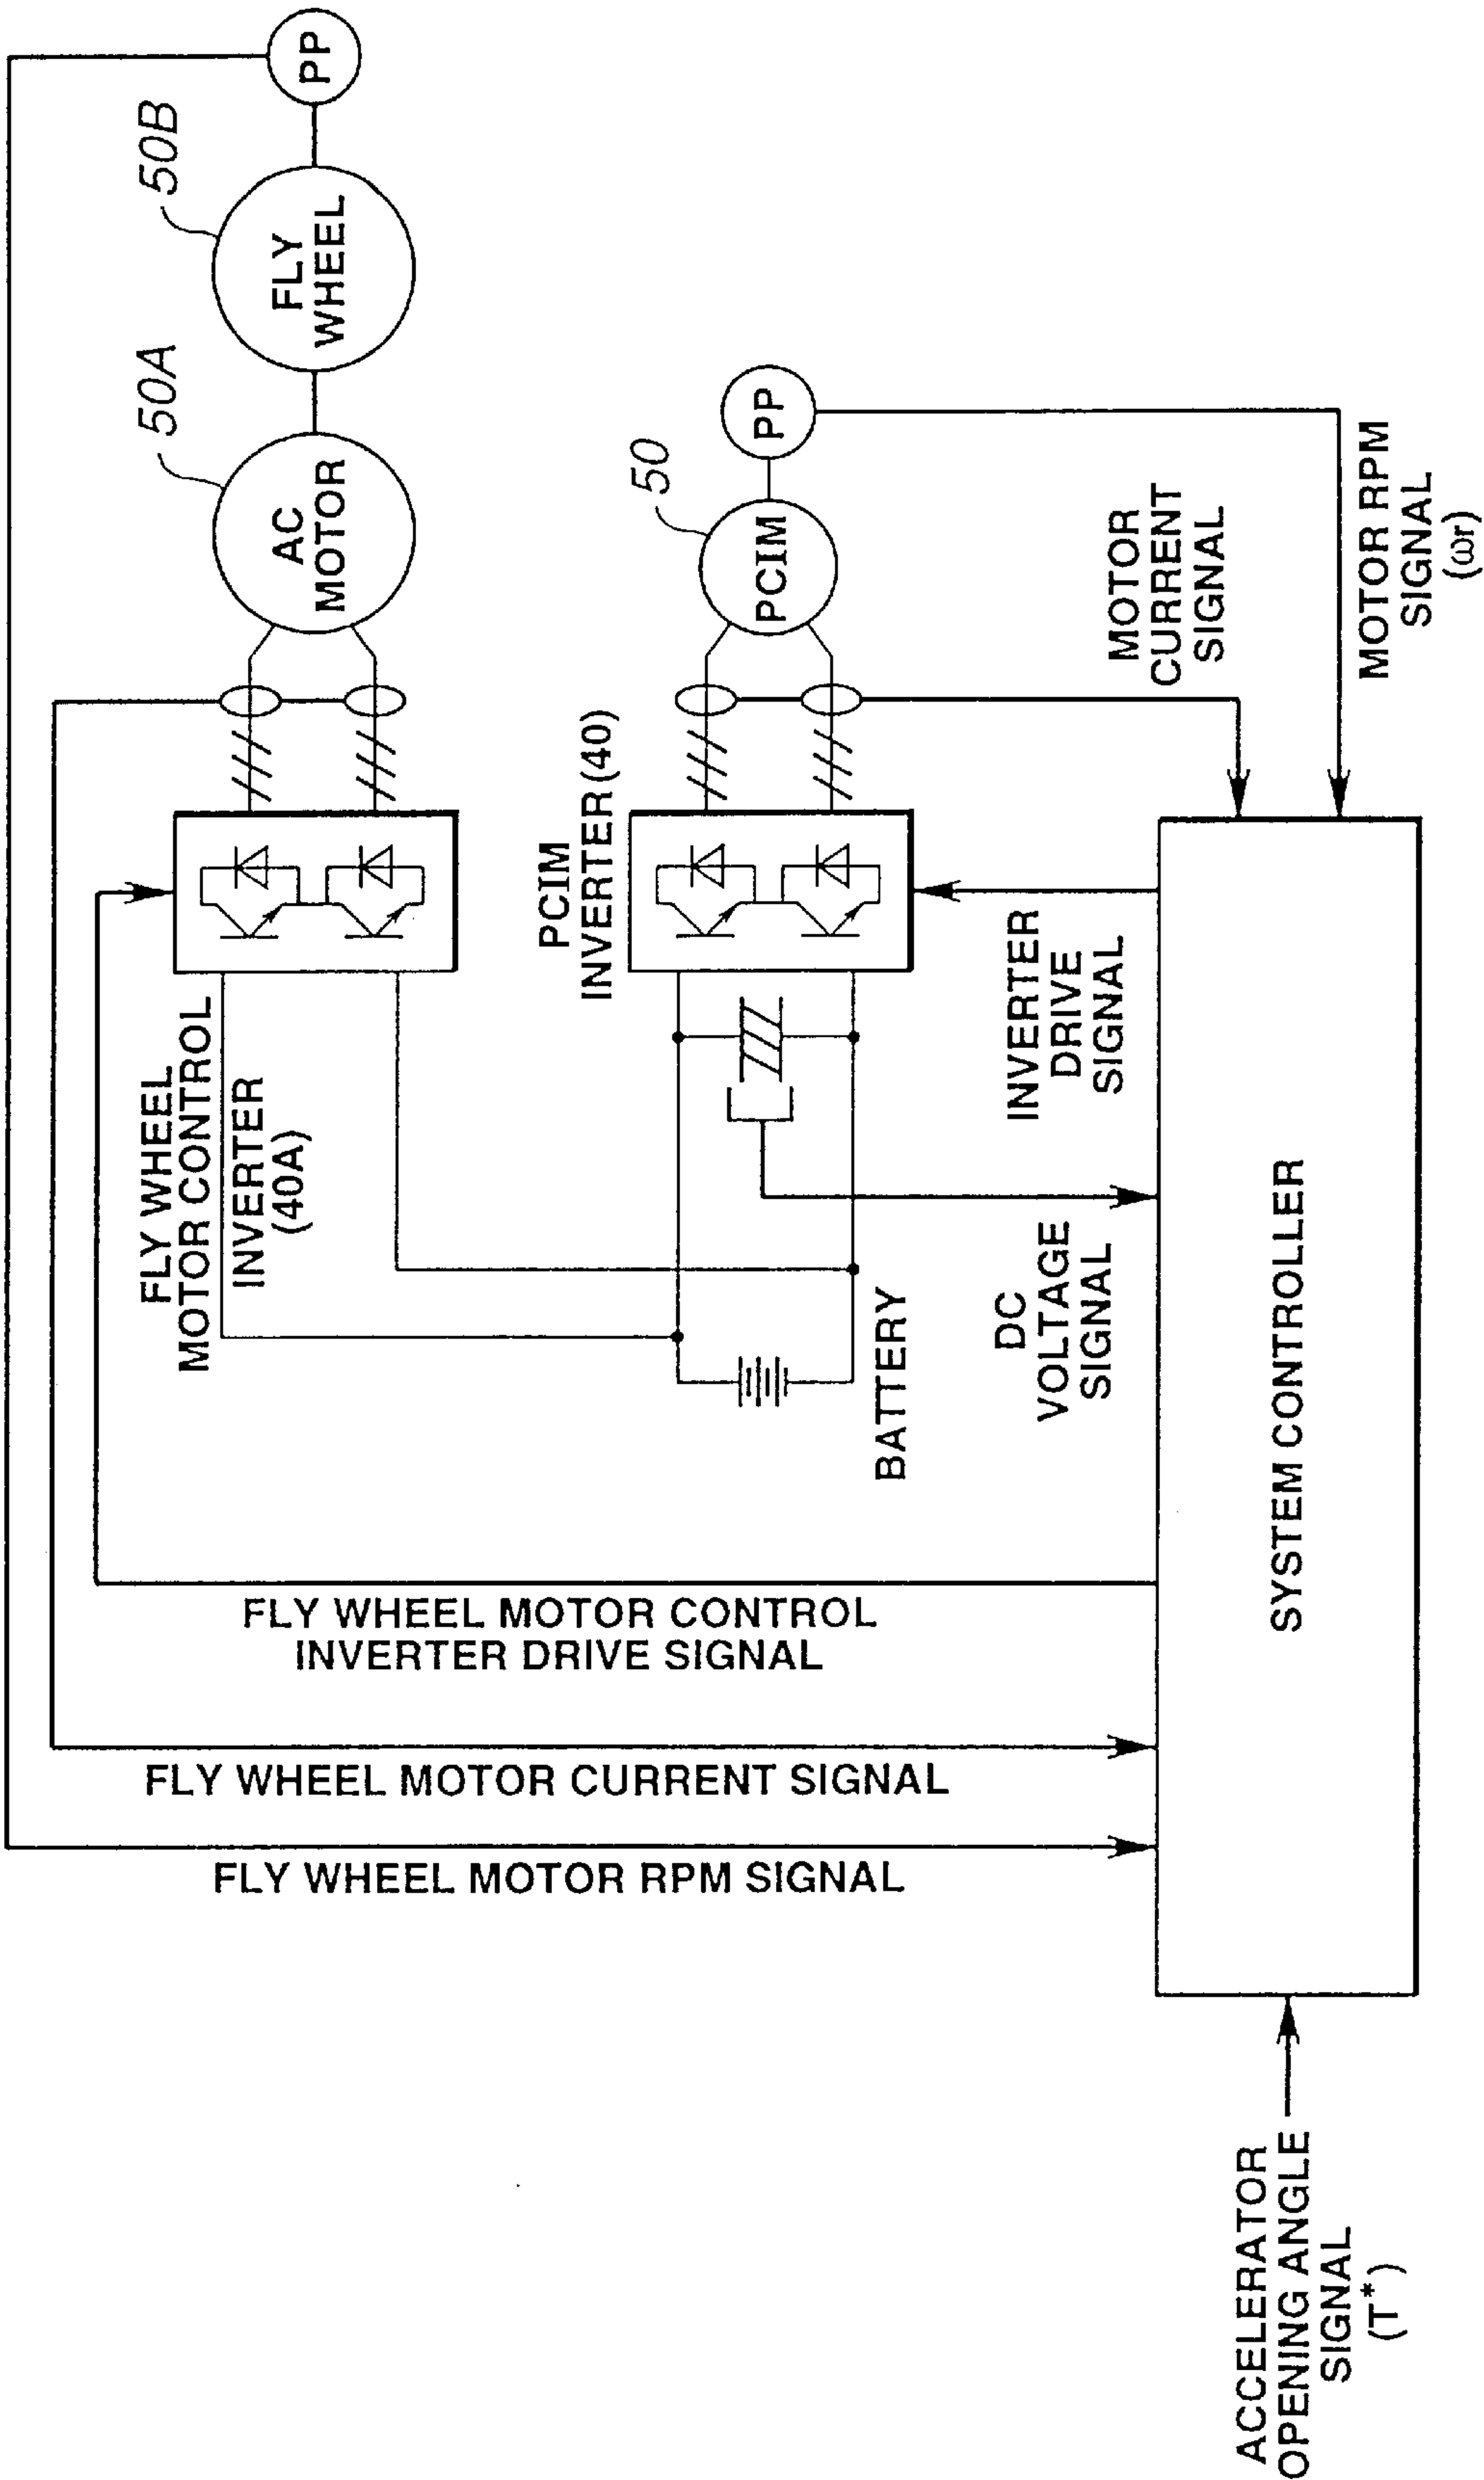 PP
50B
FLY
WHEEL
50A
AC
MOTOR
FLY WHEEL
MOTOR CONTROL
INVERTER
(40A)
PP
50
PCIM
PCIM
INVERTER(40)
MOTOR
CURRENT
SIGNAL
MOTOR RPM
SIGNAL
(ωr)
INVERTER
DRIVE
SIGNAL
DC
VOLTAGE
SIGNAL
BATTERY
FLY WHEEL MOTOR CONTROL
INVERTER DRIVE SIGNAL
FLY WHEEL MOTOR CURRENT SIGNAL
FLY WHEEL MOTOR RPM SIGNAL
SYSTEM CONTROLLER
ACCELERATOR
OPENING ANGLE
SIGNAL
(T*)